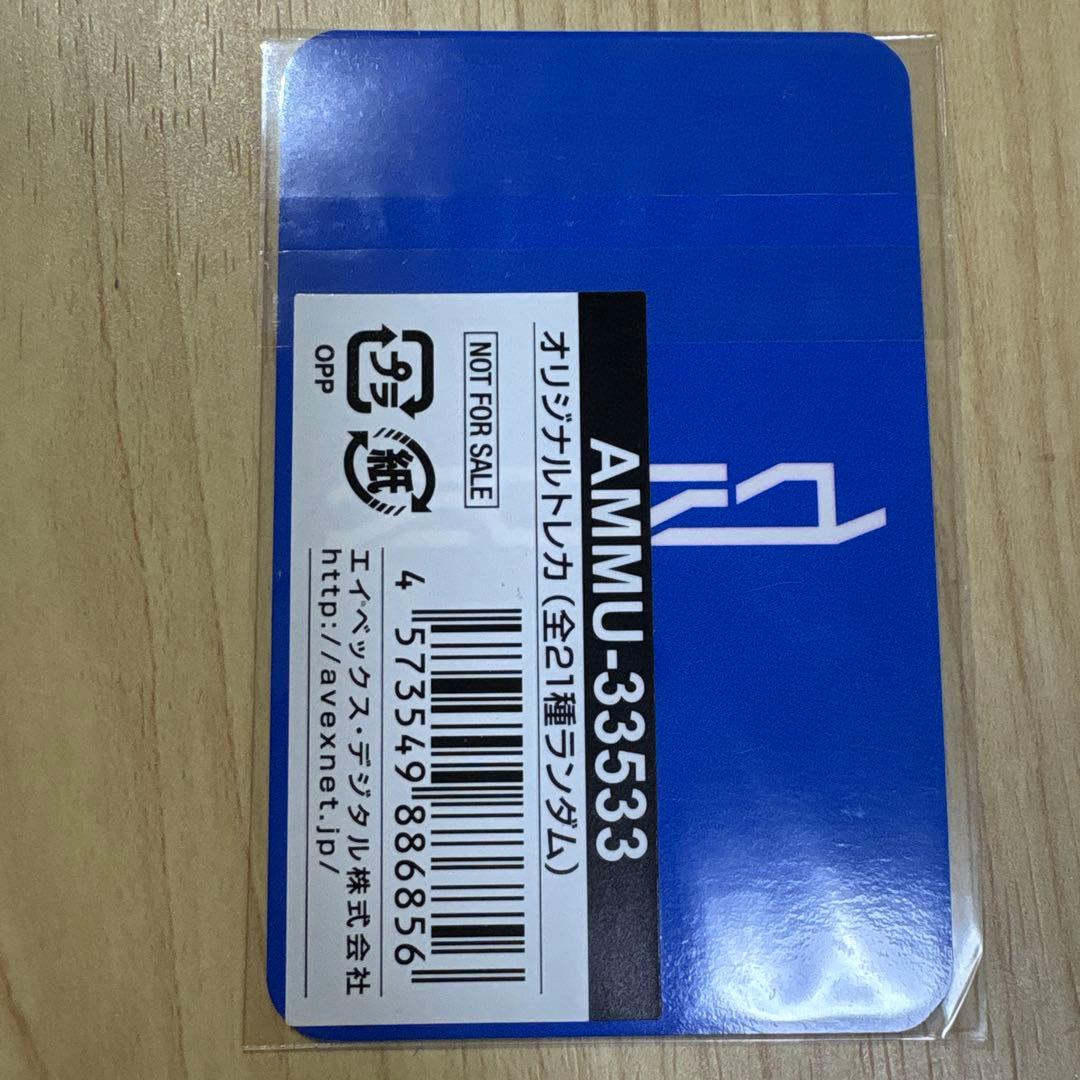 AMMU-33533
オリジナルトレカ(全21種ランダム)
NOT FOR SALE
プラ
紙
OPP
4 573549 886856
エイベックス・デジタル株式会社
http://avexnet.jp/